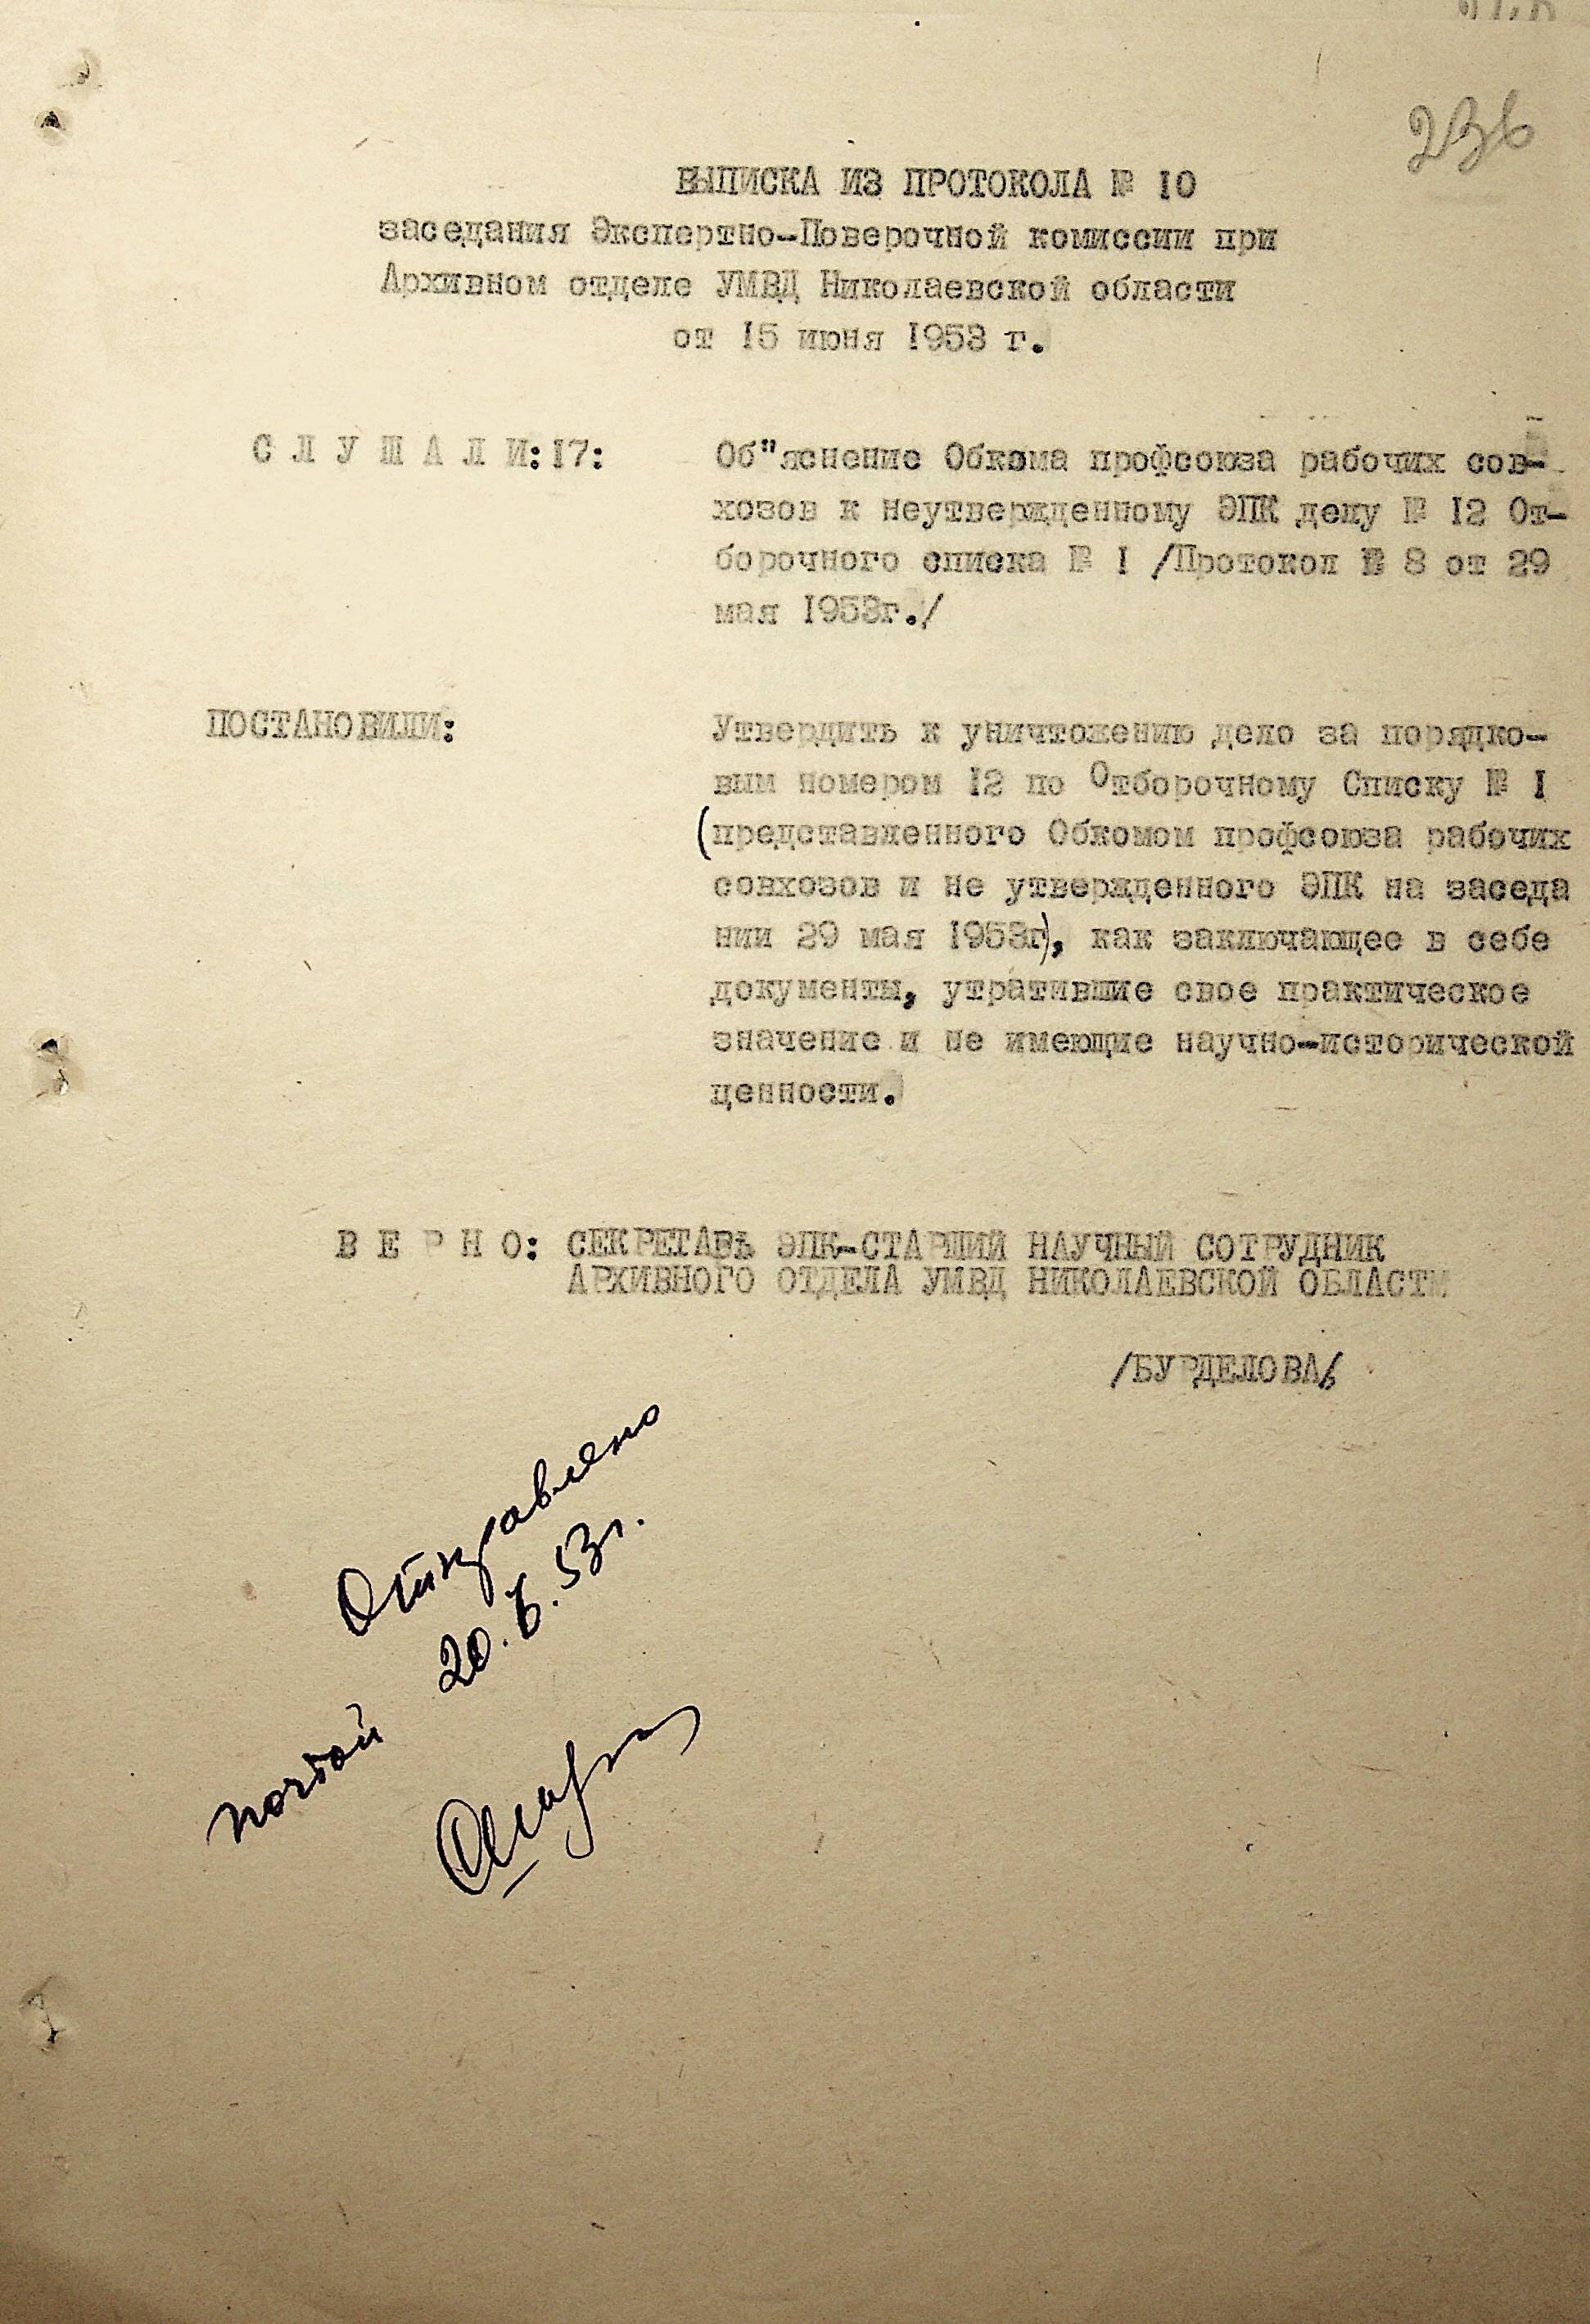 236
ВЫПИСКА ИЗ ПРОТОКОЛА № 10
заседания Экспертно-Поверочной комиссии при
Архивном отделе УМВД Николаевской области
от 15 июня 1953 г.
С Л У Ш А Л И:17: Об"яснение Обкома профсоюза рабочих сов-
хозов к неутвержденному ЭПК делу № 12 От-
борочного списка № I /Протокол № 8 от 29
мая 1953г./
ПОСТАНОВИЛИ: Утвердить к уничтожению дело за порядко-
вым номером 12 по Отборочному Списку № I
(представленного Обкомом профсоюза рабочих
совхозов и не утвержденного ЭПК на заседа
нии 29 мая 1953г), как заключающее в себе
документы, утратившие свое практическое
значение и не имеющие научно-исторической
ценности.
В Е Р Н О: СЕКРЕТАРЬ ЭПК-СТАРШИЙ НАУЧНЫЙ СОТРУДНИК
АРХИВНОГО ОТДЕЛА УМВД НИКОЛАЕВСКОЙ ОБЛАСТИ
/БУРДЕЛОВА/
Отправлено
почтой 20.6.53г.